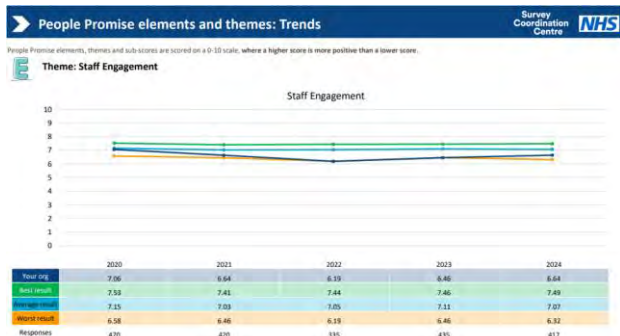 People Promise elements and themes: Trends
Survey
Coordination
Centre
NHS
People Promise elements, themes and sub-scores are scored on a 0-10 scale, where a higher score is more positive than a lower score.
Theme: Staff Engagement
Staff Engagement
10
9
8
7
6
5
4
3
2
1
0
2020 2021 2022 2023 2024
Your org 7.06 6.64 6.19 6.46 6.64
Best result 7.53 7.41 7.44 7.46 7.49
Average result 7.15 7.03 7.05 7.11 7.07
Worst result 6.58 6.46 6.19 6.46 6.32
Responses 470 420 335 435 417